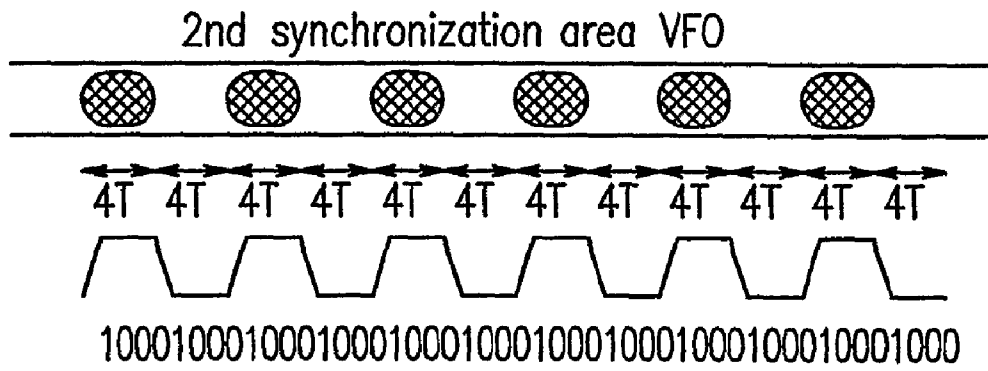 2nd synchronization area VFO
4T 4T 4T 4T 4T 4T 4T 4T 4T 4T 4T 4T
100010001000100010001000100010001000100010001000